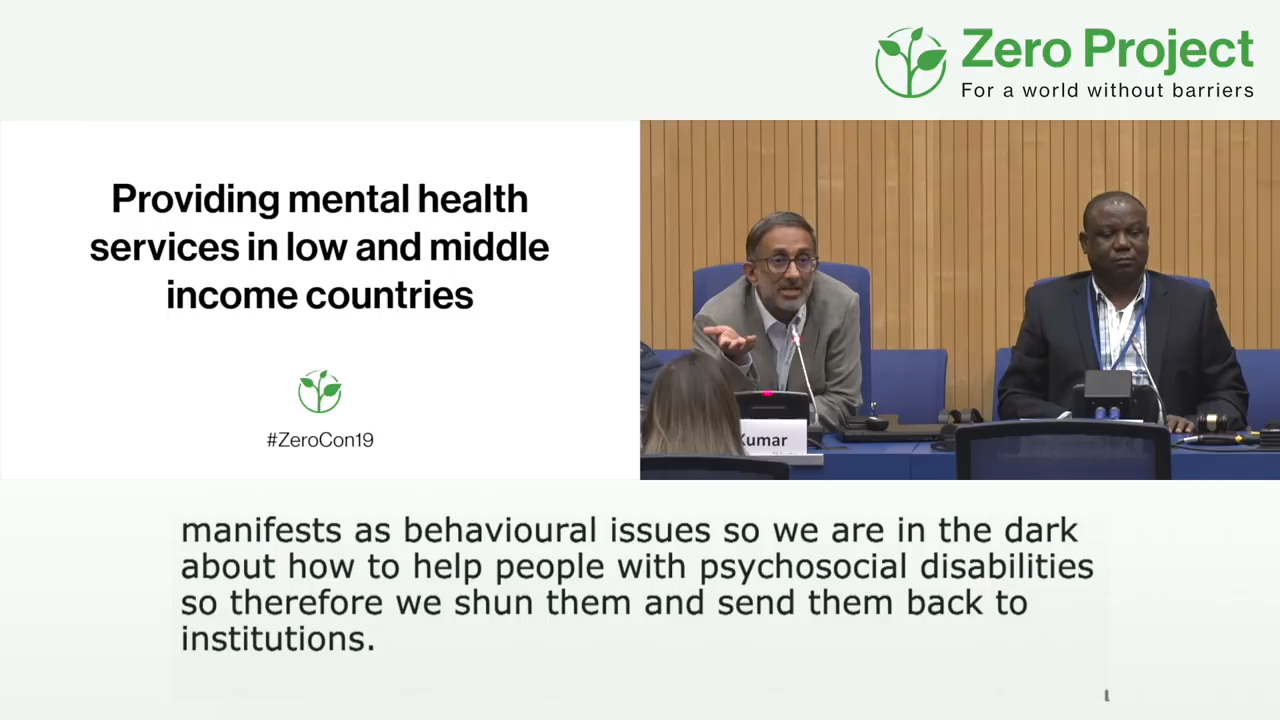 Zero Project
For a world without barriers
Providing mental health
services in low and middle
income countries
#ZeroCon19
Kumar
manifests as behavioural issues so we are in the dark
about how to help people with psychosocial disabilities
so therefore we shun them and send them back to
institutions.